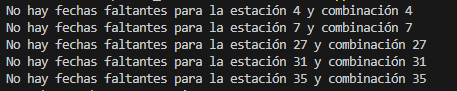 No hay fechas faltantes para la estación 4 y combinación 4
No hay fechas faltantes para la estación 7 y combinación 7
No hay fechas faltantes para la estación 27 y combinación 27
No hay fechas faltantes para la estación 31 y combinación 31
No hay fechas faltantes para la estación 35 y combinación 35